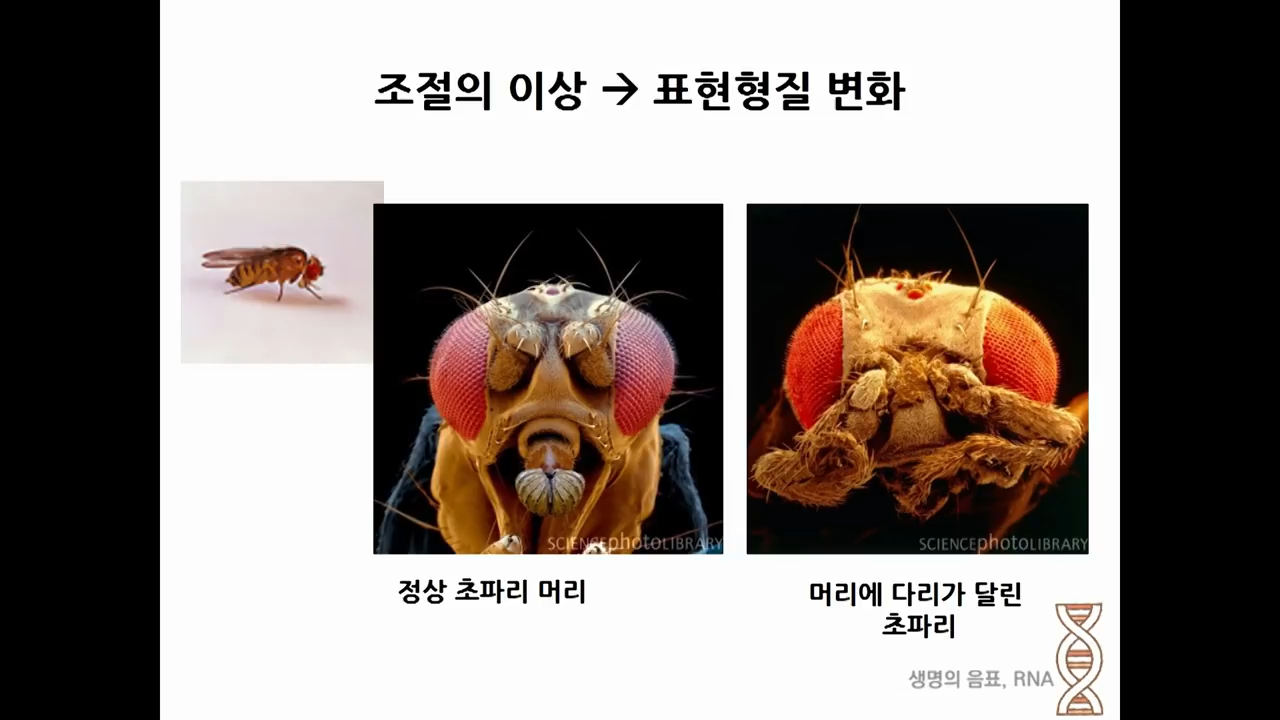 조절의 이상 → 표현형질 변화
SCIENCEphotoLIBRARY
SCIENCEphotoLIBRARY
정상 초파리 머리
머리에 다리가 달린
초파리
생명의 음표, RNA